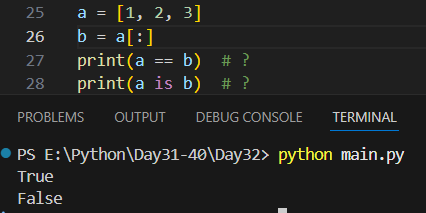 25 a = [1, 2, 3]
26 b = a[:]
27 print(a == b)  # ?
28 print(a is b)  # ?
PROBLEMS OUTPUT DEBUG CONSOLE TERMINAL
PS E:\Python\Day31-40\Day32> python main.py
True
False